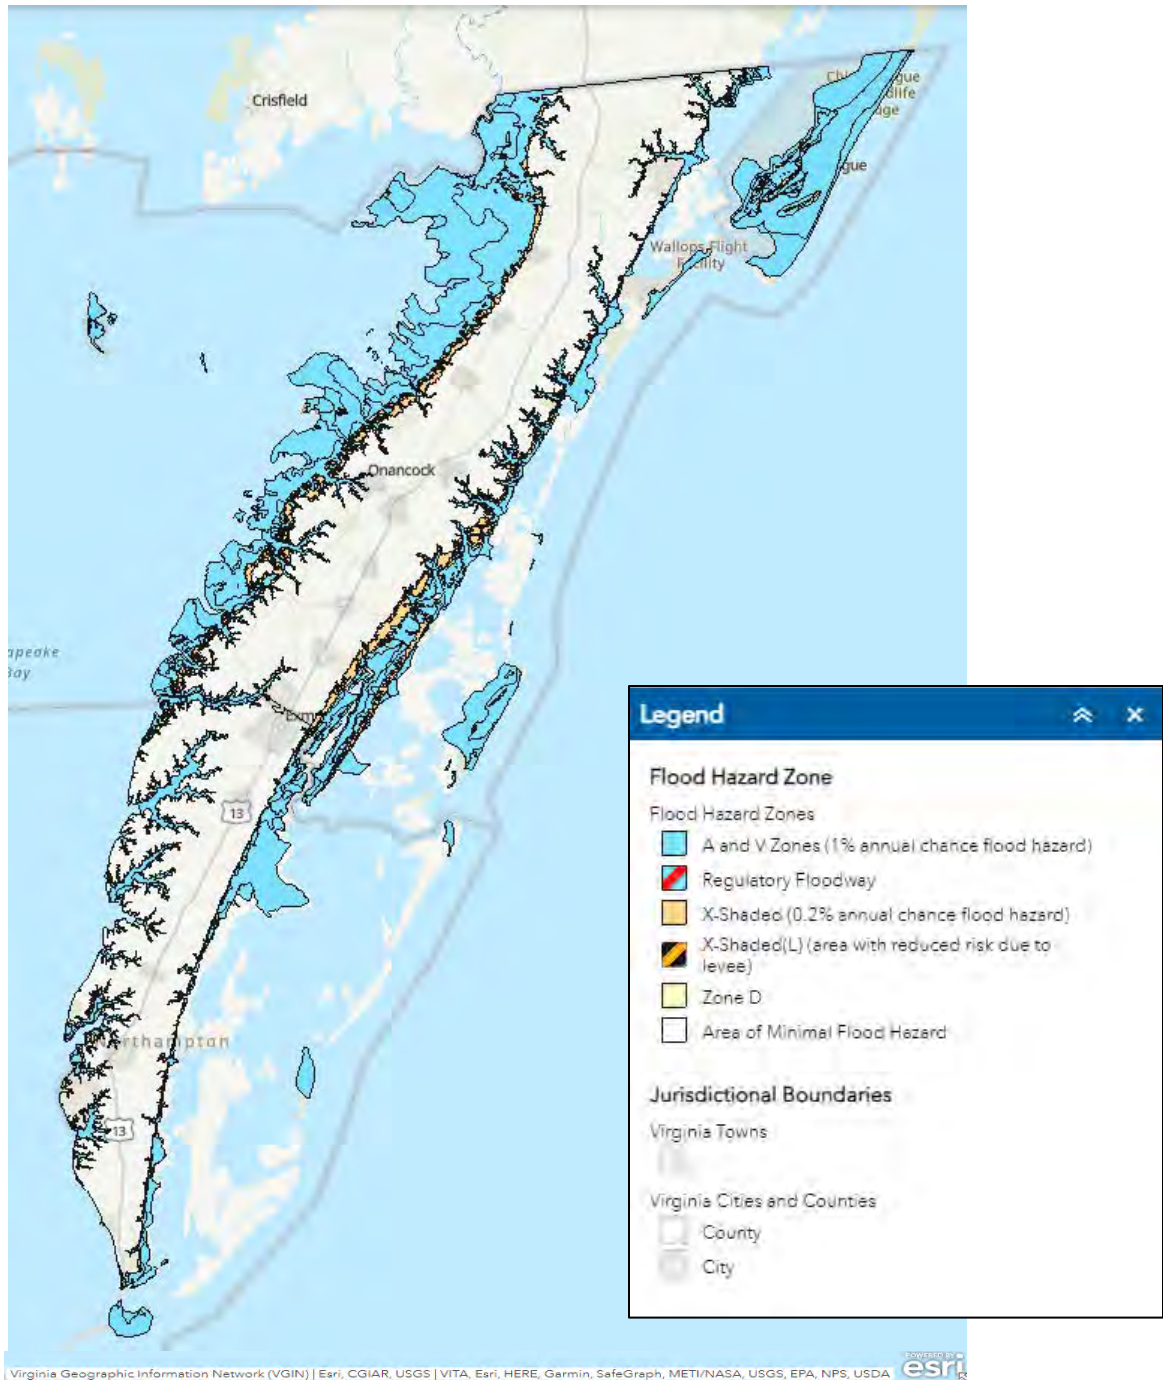 Crisfield
Wallops Flight
Facility
Onancock
13
13
Legend
Flood Hazard Zone
Flood Hazard Zones
A and V Zones (1% annual chance flood hazard)
Regulatory Floodway
X-Shaded (0.2% annual chance flood hazard)
X-Shaded(L) (area with reduced risk due to
levee)
Zone D
Area of Minimal Flood Hazard
Jurisdictional Boundaries
Virginia Towns
Virginia Cities and Counties
County
City
Virginia Geographic Information Network (VGIN) | Esri, CGIAR, USGS | VITA, Esri, HERE, Garmin, SafeGraph, METI/NASA, USGS, EPA, NPS, USDA
POWERED BY
esri